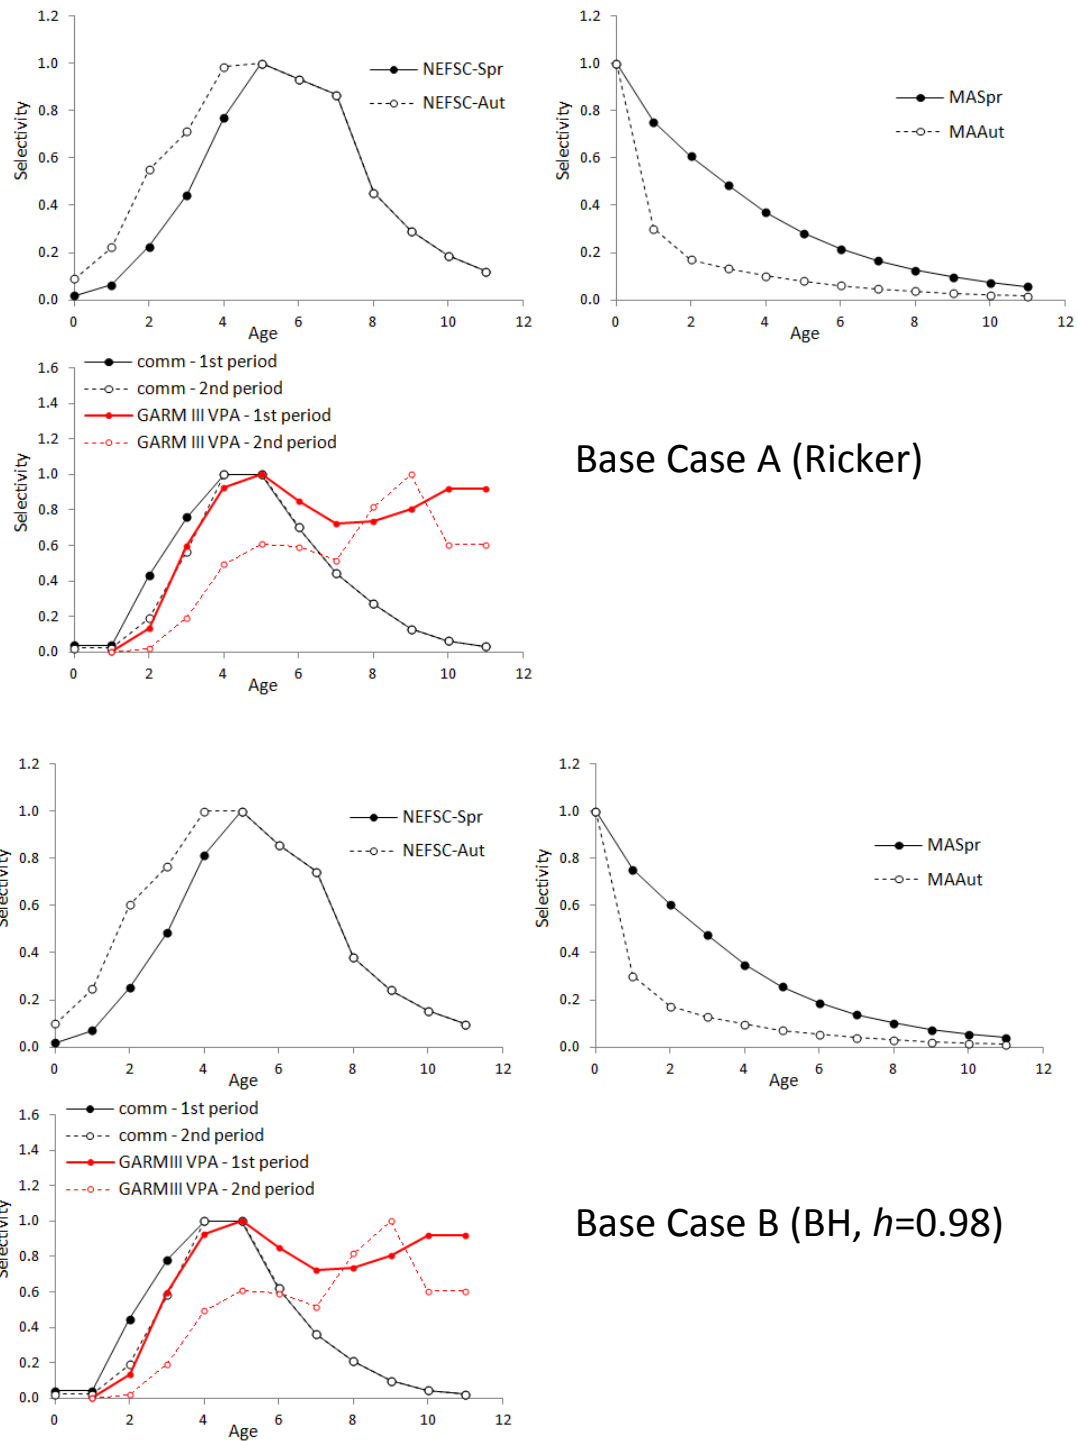 1.2
1.0
0.8
0.6
0.4
0.2
0.0
Selectivity
0 2 4 6 8 10 12
Age
NEFSC-Spr
NEFSC-Aut
1.2
1.0
0.8
0.6
0.4
0.2
0.0
Selectivity
0 2 4 6 8 10 12
Age
MASpr
MAAut
comm - 1st period
comm - 2nd period
GARM III VPA - 1st period
GARM III VPA - 2nd period
1.6
1.4
1.2
1.0
0.8
0.6
0.4
0.2
0.0
Selectivity
0 2 4 6 8 10 12
Age
Base Case A (Ricker)
1.2
1.0
0.8
0.6
0.4
0.2
0.0
Selectivity
0 2 4 6 8 10 12
Age
NEFSC-Spr
NEFSC-Aut
1.2
1.0
0.8
0.6
0.4
0.2
0.0
Selectivity
0 2 4 6 8 10 12
Age
MASpr
MAAut
comm - 1st period
comm - 2nd period
GARMIII VPA - 1st period
GARMIII VPA - 2nd period
1.6
1.4
1.2
1.0
0.8
0.6
0.4
0.2
0.0
Selectivity
0 2 4 6 8 10 12
Age
Base Case B (BH, h=0.98)